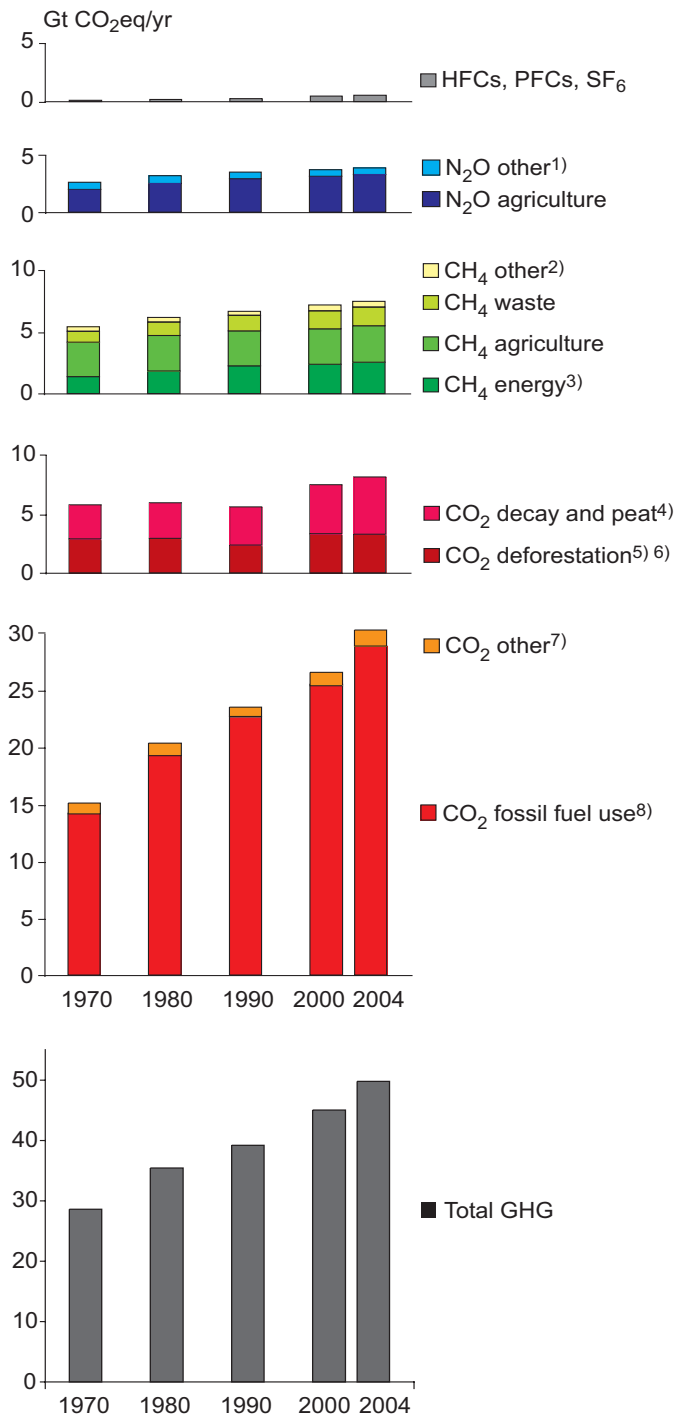 Gt CO₂eq/yr
5
0
HFCs, PFCs, SF₆
5
0
N₂O other¹⁾
N₂O agriculture
10
5
0
CH₄ other²⁾
CH₄ waste
CH₄ agriculture
CH₄ energy³⁾
10
5
0
CO₂ decay and peat⁴⁾
CO₂ deforestation⁵⁾ ⁶⁾
30
25
20
15
10
5
0
CO₂ other⁷⁾
CO₂ fossil fuel use⁸⁾
1970 1980 1990 2000 2004
50
40
30
20
10
0
Total GHG
1970 1980 1990 2000 2004